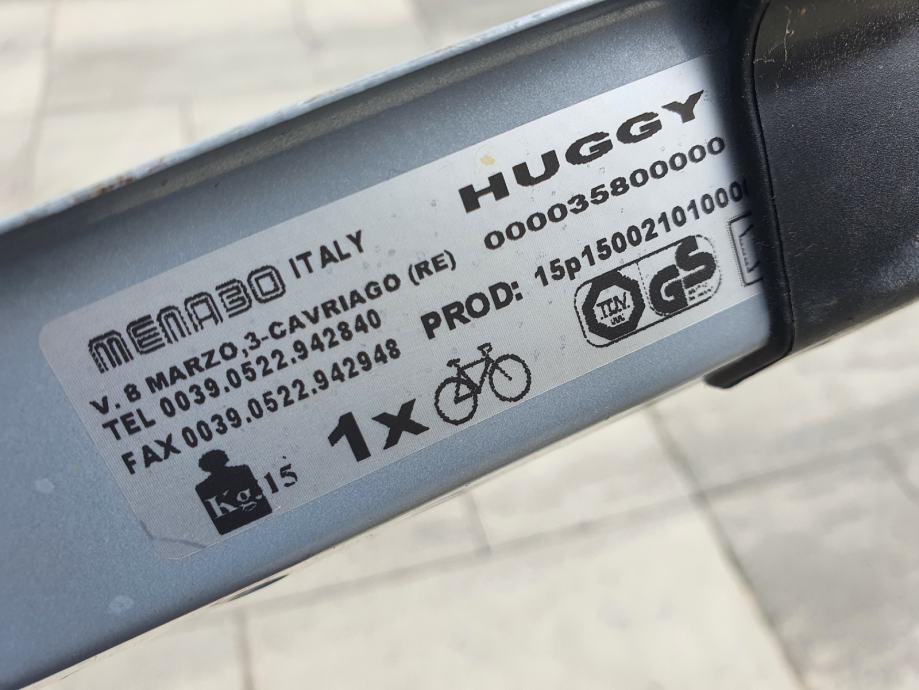 MENABO ITALY
V. 8 MARZO,3-CAVRIAGO (RE)
TEL 0039.0522.942840
FAX 0039.0522.942948
Kg. 15
1x
HUGGY
000035800000
PROD: 15p15002101000
TÜV
GS